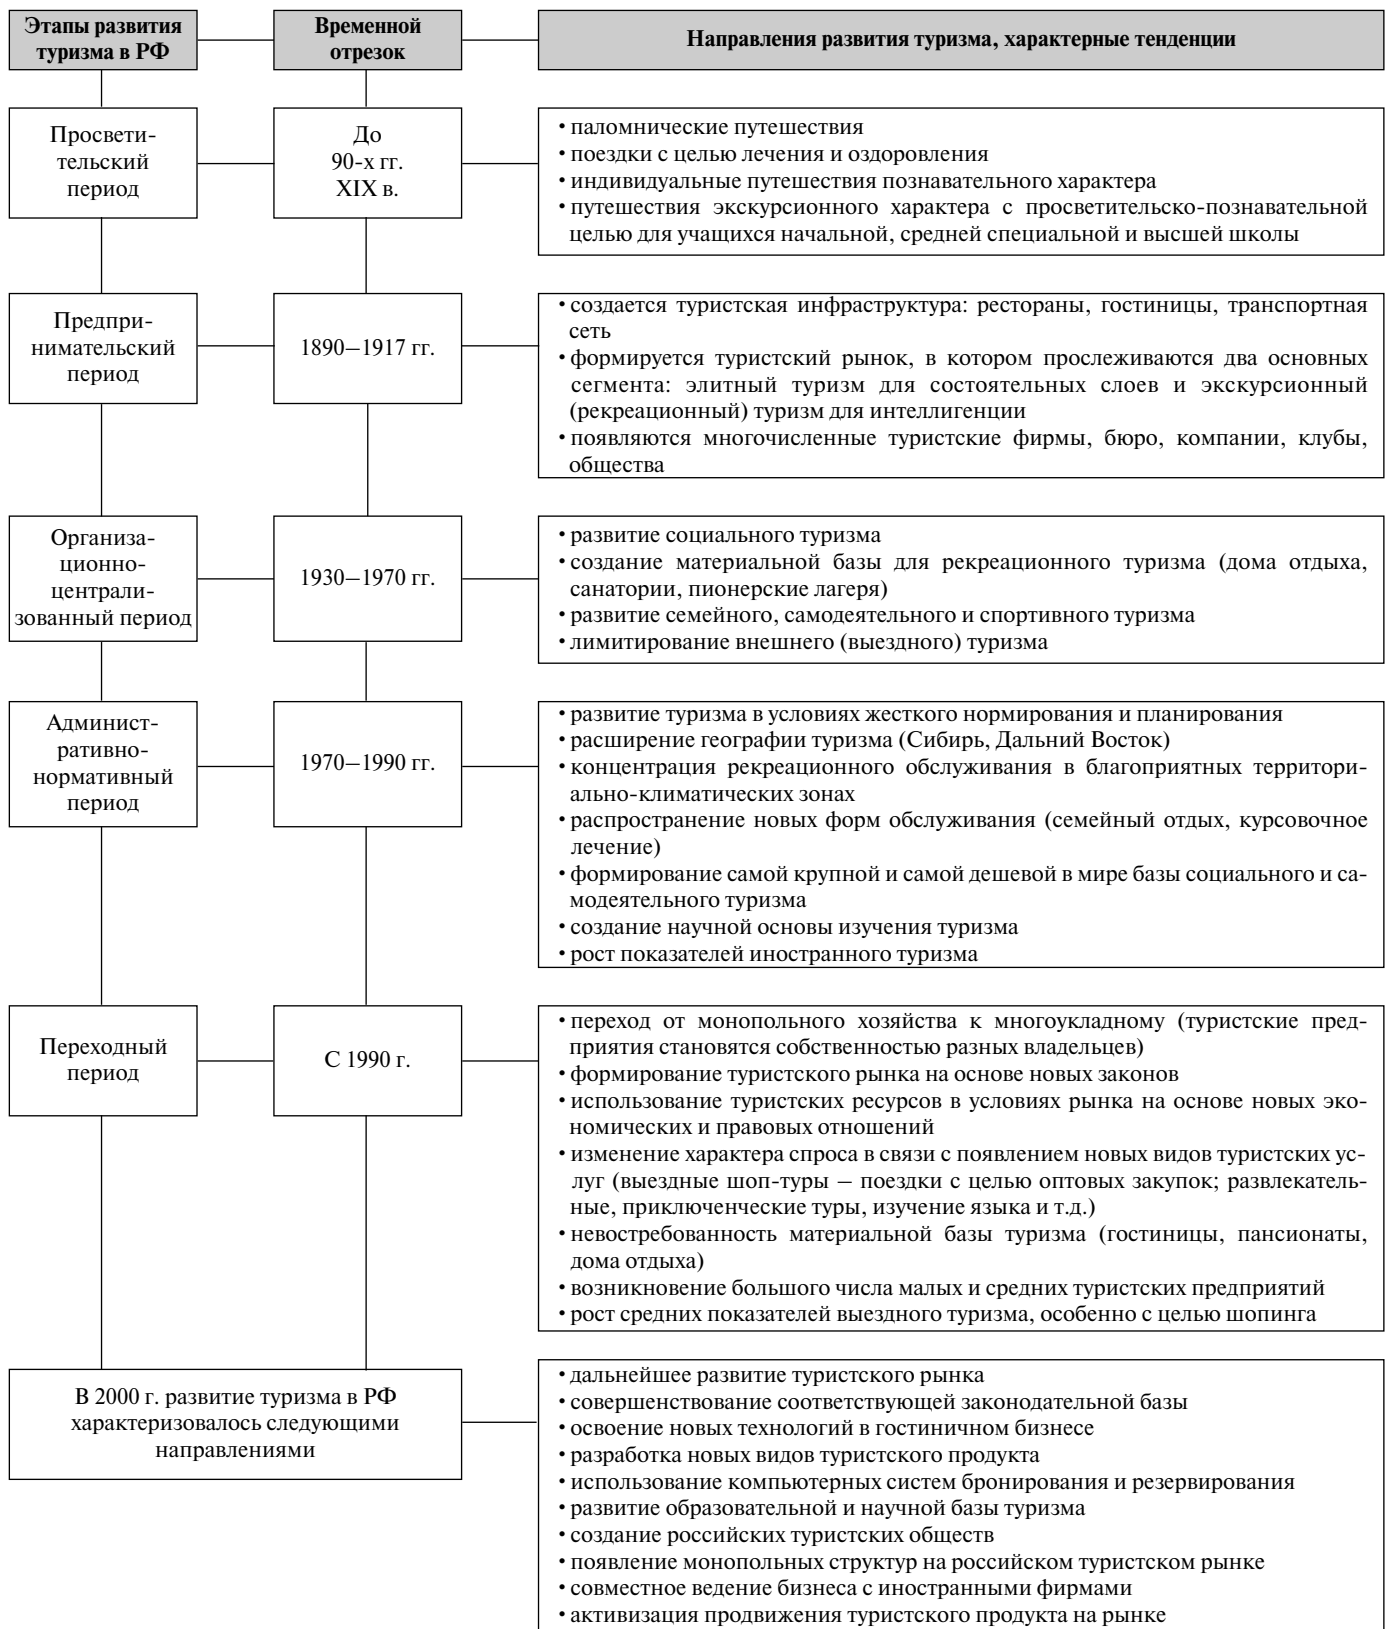 Этапы развития
туризма в РФ
Временной
отрезок
Направления развития туризма, характерные тенденции
Просвети-
тельский
период
До
90-х гг.
XIX в.
• паломнические путешествия
• поездки с целью лечения и оздоровления
• индивидуальные путешествия познавательного характера
• путешествия экскурсионного характера с просветительско-познавательной
целью для учащихся начальной, средней специальной и высшей школы
Предпри-
нимательский
период
1890–1917 гг.
• создается туристская инфраструктура: рестораны, гостиницы, транспортная
сеть
• формируется туристский рынок, в котором прослеживаются два основных
сегмента: элитный туризм для состоятельных слоев и экскурсионный
(рекреационный) туризм для интеллигенции
• появляются многочисленные туристские фирмы, бюро, компании, клубы,
общества
Организа-
ционно-
централи-
зованный период
1930–1970 гг.
• развитие социального туризма
• создание материальной базы для рекреационного туризма (дома отдыха,
санатории, пионерские лагеря)
• развитие семейного, самодеятельного и спортивного туризма
• лимитирование внешнего (выездного) туризма
Админист-
ративно-
нормативный
период
1970–1990 гг.
• развитие туризма в условиях жесткого нормирования и планирования
• расширение географии туризма (Сибирь, Дальний Восток)
• концентрация рекреационного обслуживания в благоприятных территори-
ально-климатических зонах
• распространение новых форм обслуживания (семейный отдых, курсовочное
лечение)
• формирование самой крупной и самой дешевой в мире базы социального и са-
модеятельного туризма
• создание научной основы изучения туризма
• рост показателей иностранного туризма
Переходный
период
С 1990 г.
• переход от монопольного хозяйства к многоукладному (туристские пред-
приятия становятся собственностью разных владельцев)
• формирование туристского рынка на основе новых законов
• использование туристских ресурсов в условиях рынка на основе новых эко-
номических и правовых отношений
• изменение характера спроса в связи с появлением новых видов туристских ус-
луг (выездные шоп-туры – поездки с целью оптовых закупок; развлекатель-
ные, приключенческие туры, изучение языка и т.д.)
• невостребованность материальной базы туризма (гостиницы, пансионаты,
дома отдыха)
• возникновение большого числа малых и средних туристских предприятий
• рост средних показателей выездного туризма, особенно с целью шопинга
В 2000 г. развитие туризма в РФ
характеризовалось следующими
направлениями
• дальнейшее развитие туристского рынка
• совершенствование соответствующей законодательной базы
• освоение новых технологий в гостиничном бизнесе
• разработка новых видов туристского продукта
• использование компьютерных систем бронирования и резервирования
• развитие образовательной и научной базы туризма
• создание российских туристских обществ
• появление монопольных структур на российском туристском рынке
• совместное ведение бизнеса с иностранными фирмами
• активизация продвижения туристского продукта на рынке